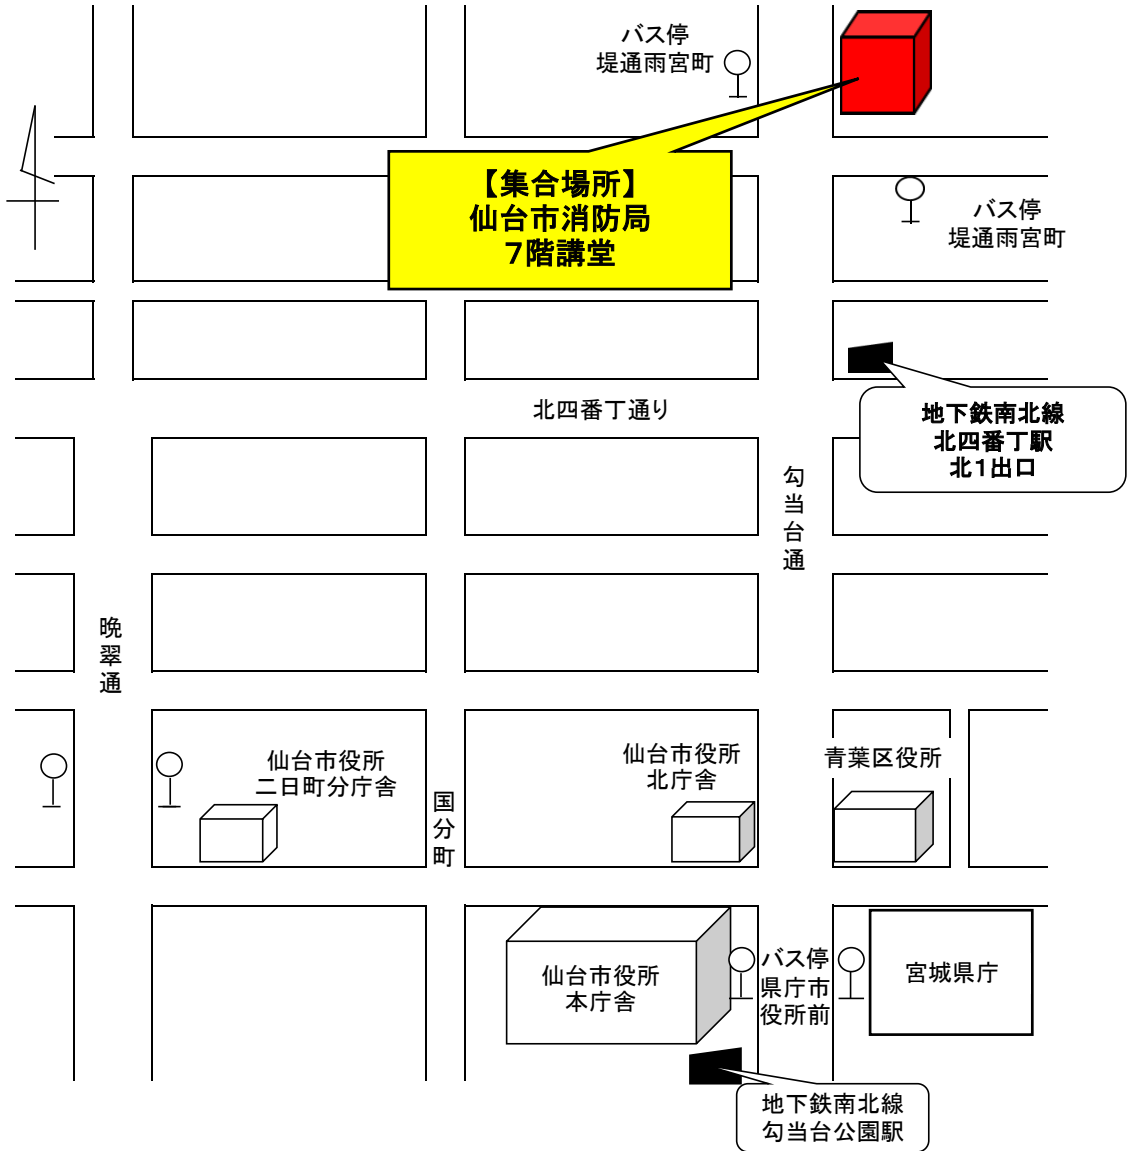 バス停
堤通雨宮町
【集合場所】
仙台市消防局
7階講堂
バス停
堤通雨宮町
北四番丁通り
地下鉄南北線
北四番丁駅
北1出口
勾当台通
晩翠通
仙台市役所
二日町分庁舎
国分町
仙台市役所
北庁舎
青葉区役所
仙台市役所
本庁舎
バス停
県庁市
役所前
宮城県庁
地下鉄南北線
勾当台公園駅